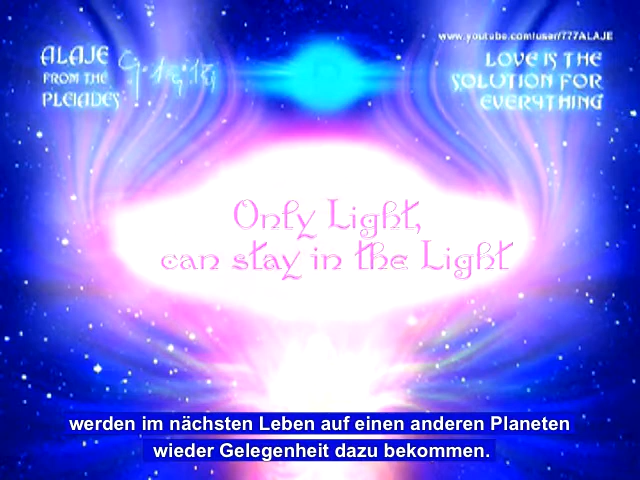 www.youtube.com/user/777ALAJE
ALAJE
FROM THE
PLEIADES
LOVE IS THE
SOLUTION FOR
EVERYTHING
Only Light,
can stay in the Light
werden im nächsten Leben auf einen anderen Planeten
wieder Gelegenheit dazu bekommen.